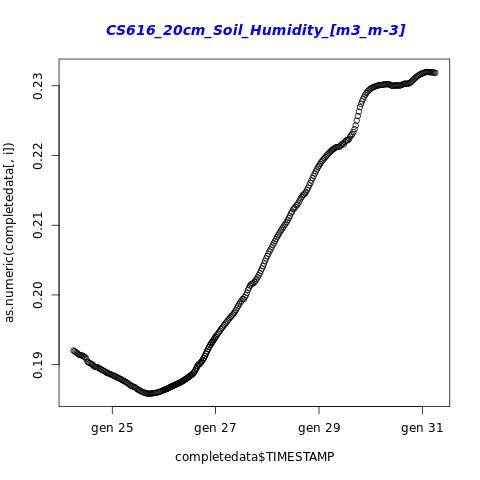 CS616_20cm_Soil_Humidity_[m3_m-3]
as.numeric(completedata[, i])
0.23
0.22
0.21
0.20
0.19
gen 25
gen 27
gen 29
gen 31
completedata$TIMESTAMP